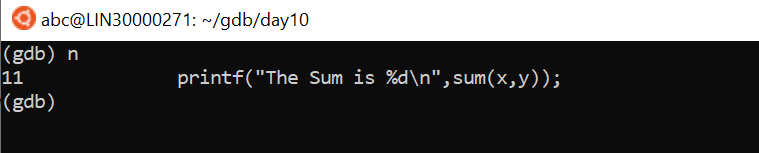 abc@LIN30000271: ~/gdb/day10
(gdb) n
11 printf("The Sum is %d\n",sum(x,y));
(gdb)